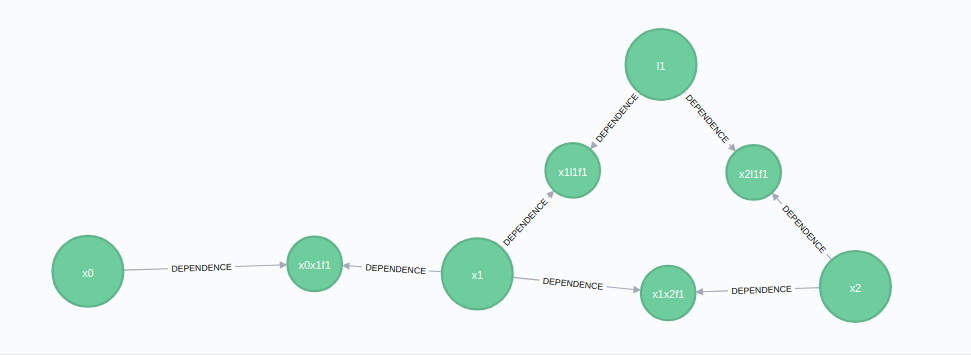 l1
DEPENDENCE
DEPENDENCE
x1l1f1
x2l1f1
DEPENDENCE
DEPENDENCE
x0
DEPENDENCE
x0x1f1
DEPENDENCE
x1
DEPENDENCE
x1x2f1
DEPENDENCE
x2